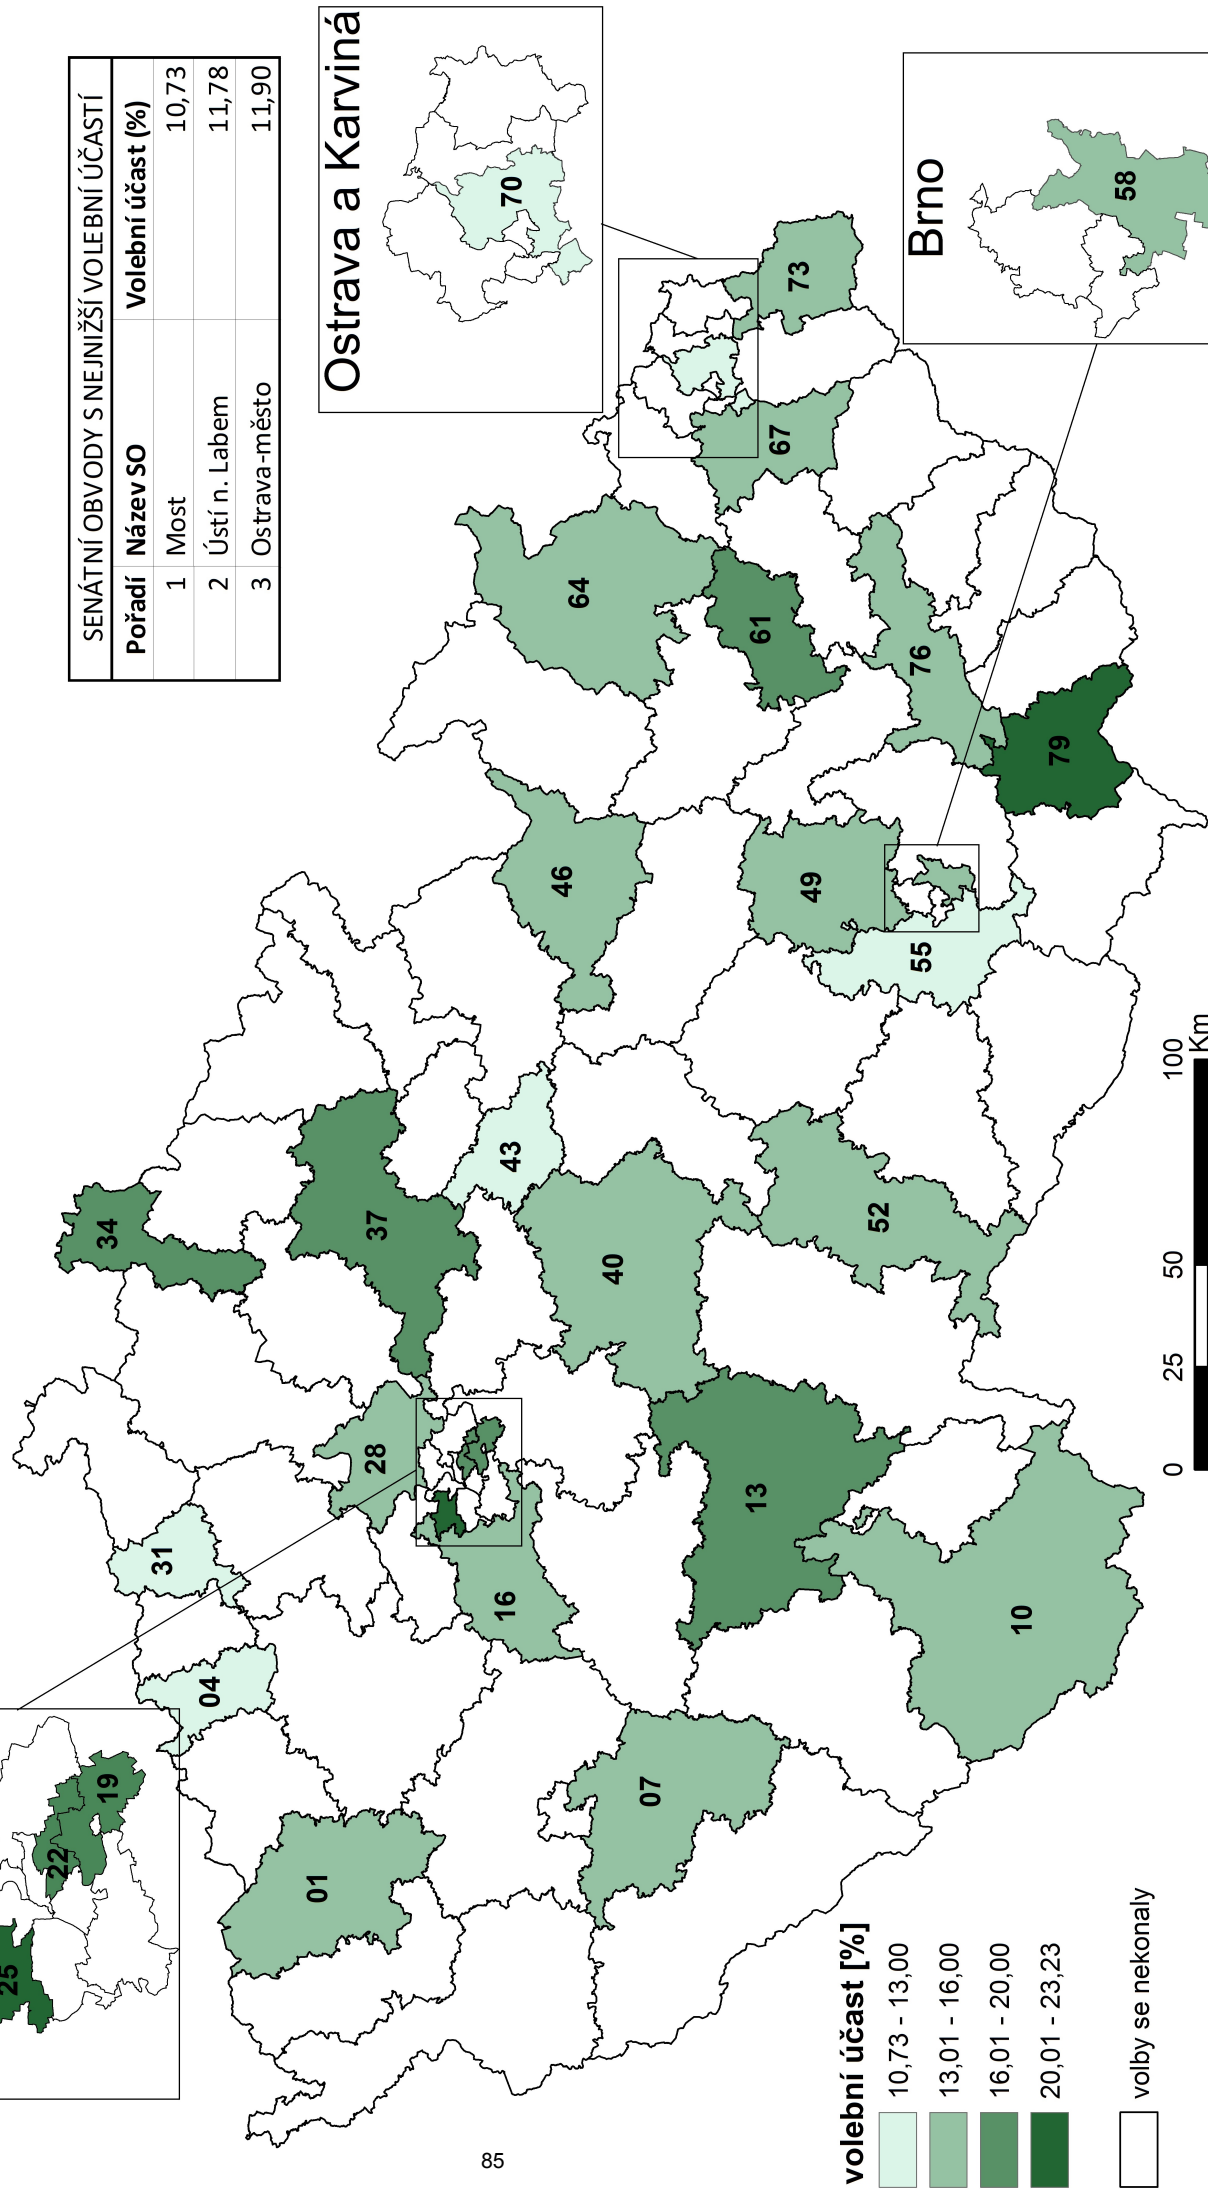 SENÁTNÍ OBVODY S NEJNIŽŠÍ VOLEBNÍ ÚČASTÍ
Pořadí Název SO Volební účast (%)
1 Most 10,73
2 Ústí n. Labem 11,78
3 Ostrava-město 11,90
Ostrava a Karviná
70
Brno
58
25
22
19
34
31
04
37
28
01
43
16
46
64
40
07
13
61
67
73
49
52
76
55
10
79
volební účast [%]
10,73 - 13,00
13,01 - 16,00
16,01 - 20,00
20,01 - 23,23
volby se nekonaly
0 25 50 100
Km
85